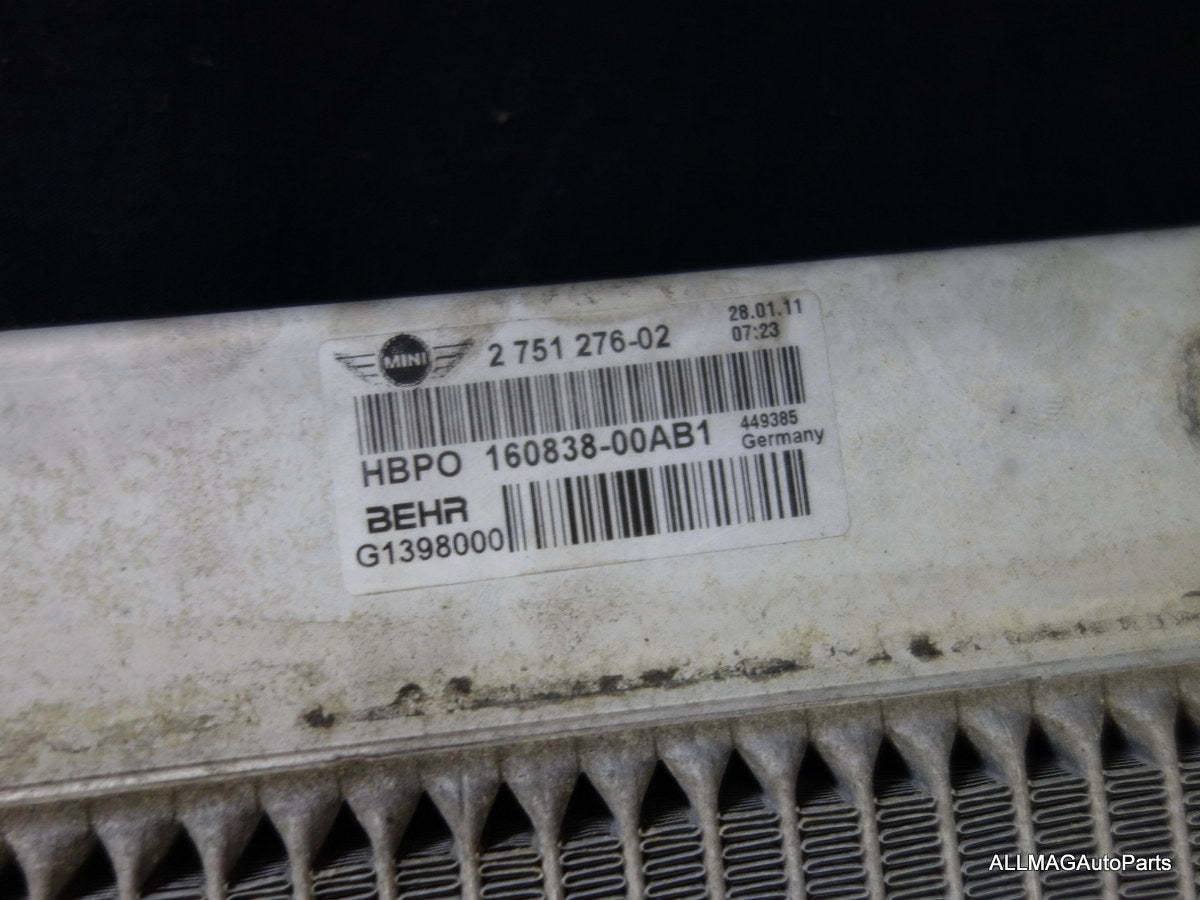 MINI 2 751 276-02
28.01.11
07:23
HBPO 160838-00AB1
449385
Germany
BEHR
G1398000
ALLMAGAutoParts